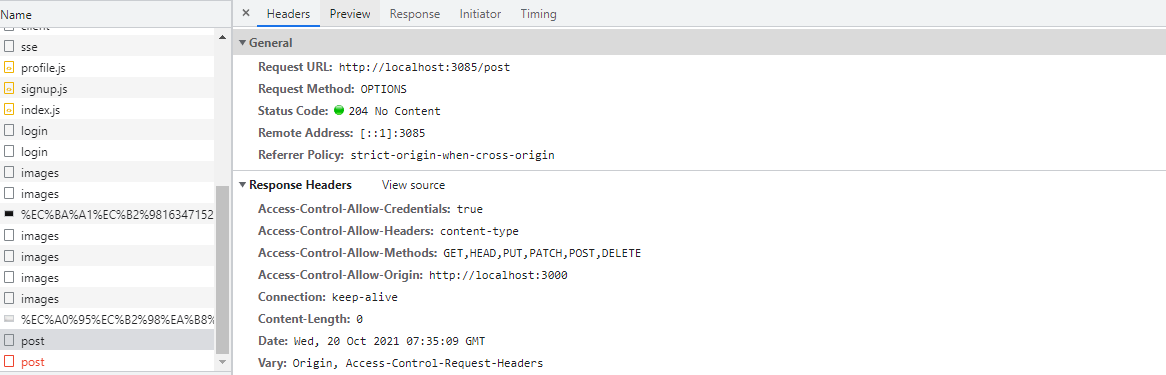 Name
client
sse
profile.js
signup.js
index.js
login
login
images
images
%EC%BA%A1%EC%B2%9816347152
images
images
images
images
%EC%A0%95%EC%B2%98%EA%B8%
post
post
× Headers Preview Response Initiator Timing
General
Request URL: http://localhost:3085/post
Request Method: OPTIONS
Status Code: 204 No Content
Remote Address: [::1]:3085
Referrer Policy: strict-origin-when-cross-origin
Response Headers View source
Access-Control-Allow-Credentials: true
Access-Control-Allow-Headers: content-type
Access-Control-Allow-Methods: GET,HEAD,PUT,PATCH,POST,DELETE
Access-Control-Allow-Origin: http://localhost:3000
Connection: keep-alive
Content-Length: 0
Date: Wed, 20 Oct 2021 07:35:09 GMT
Vary: Origin, Access-Control-Request-Headers